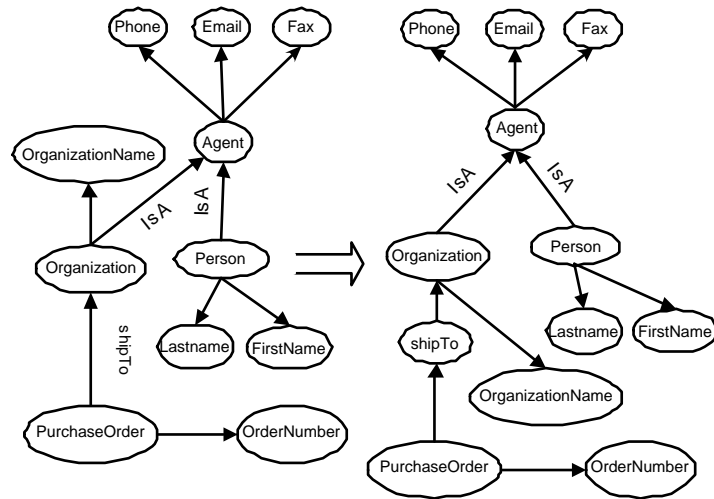 Phone
Email
Fax
Agent
OrganizationName
IsA
IsA
Organization
Person
shipTo
Lastname
FirstName
PurchaseOrder
OrderNumber
Phone
Email
Fax
Agent
IsA
IsA
Organization
Person
shipTo
Lastname
FirstName
OrganizationName
PurchaseOrder
OrderNumber